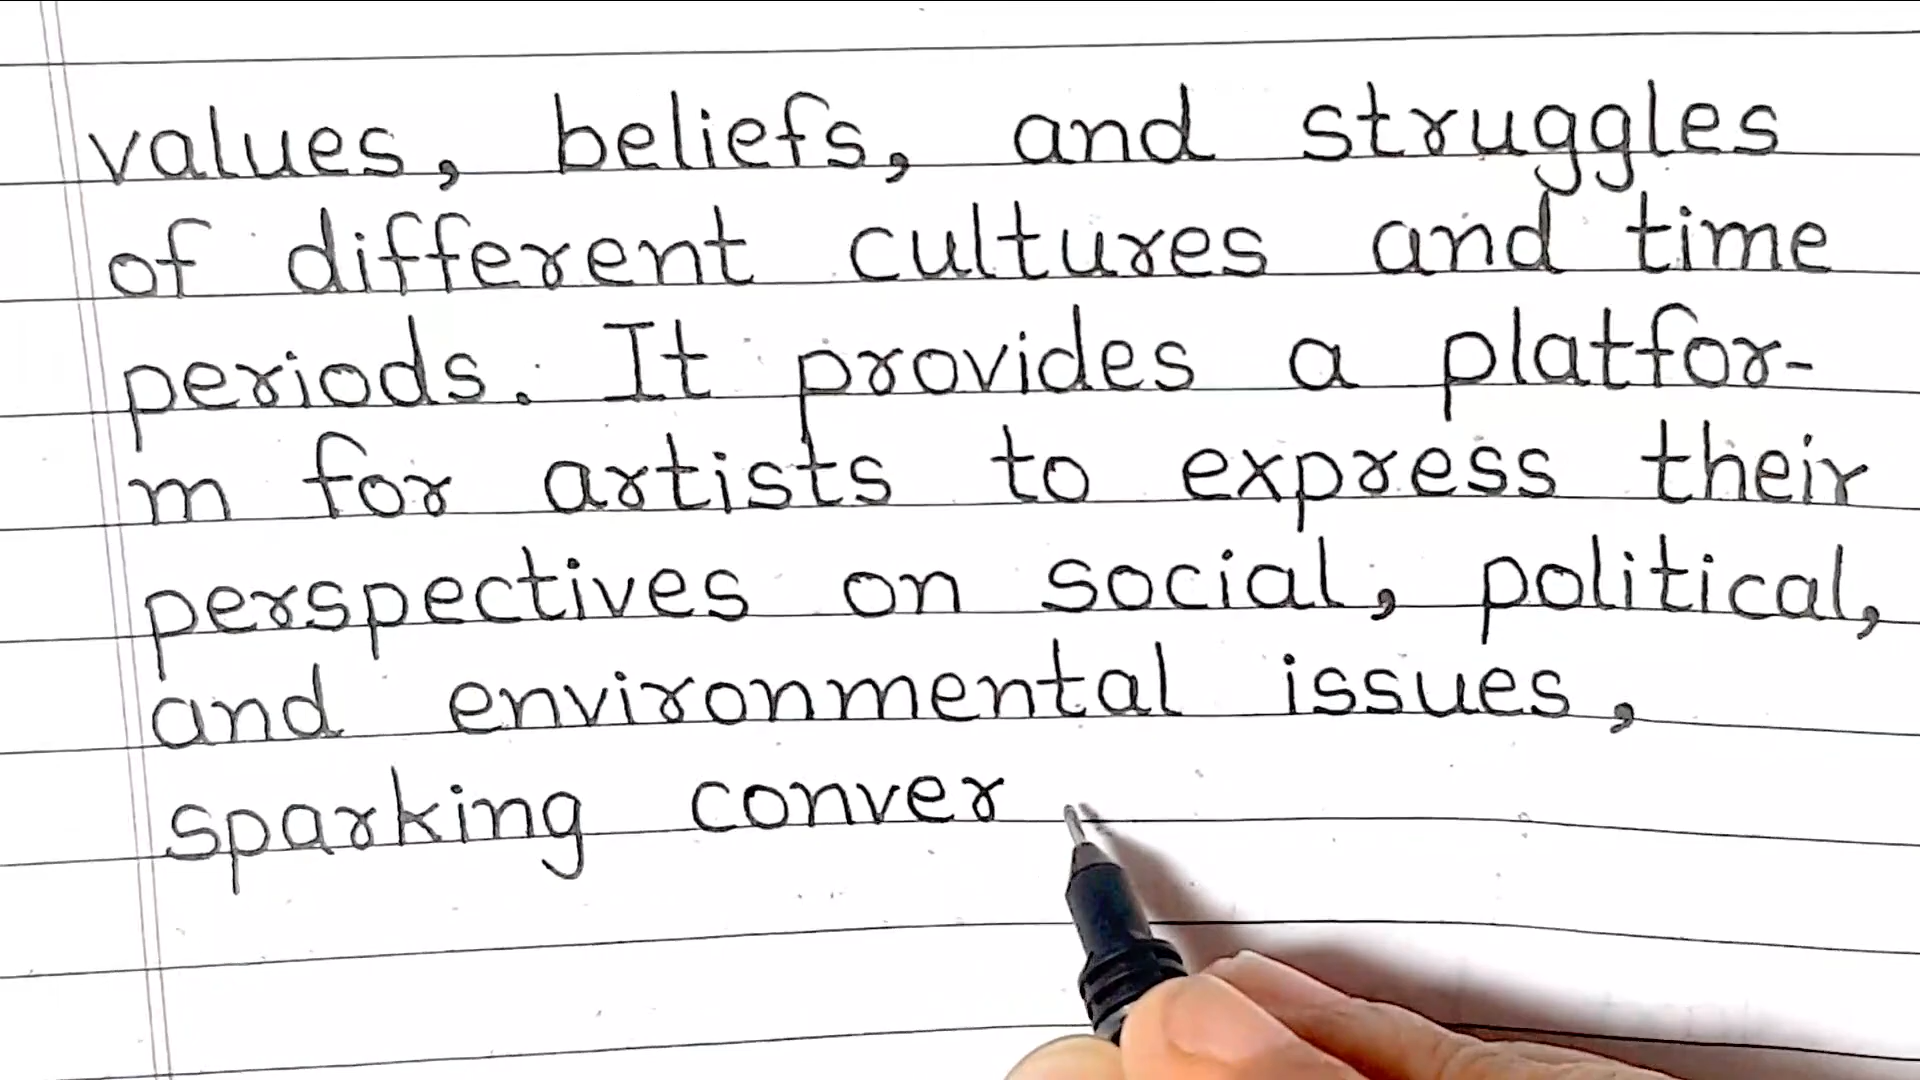 values, beliefs, and struggles
of different cultures and time
periods. It provides a platfor-
m for artists to express their
perspectives on social, political,
and environmental issues,
sparking conver